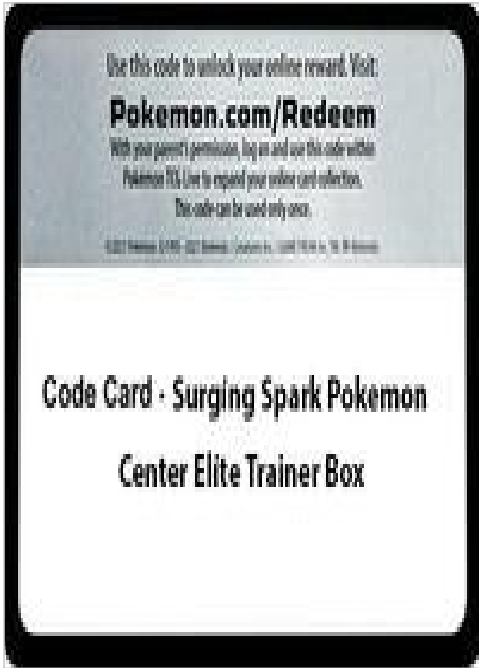 Use this code to unlock your online reward. Visit:
Pokemon.com/Redeem
With your parent's permission, log on and use this code within
Pokémon TCG Live to expand your online card collection.
This code can be used only once.
Code Card - Surging Spark Pokemon
Center Elite Trainer Box